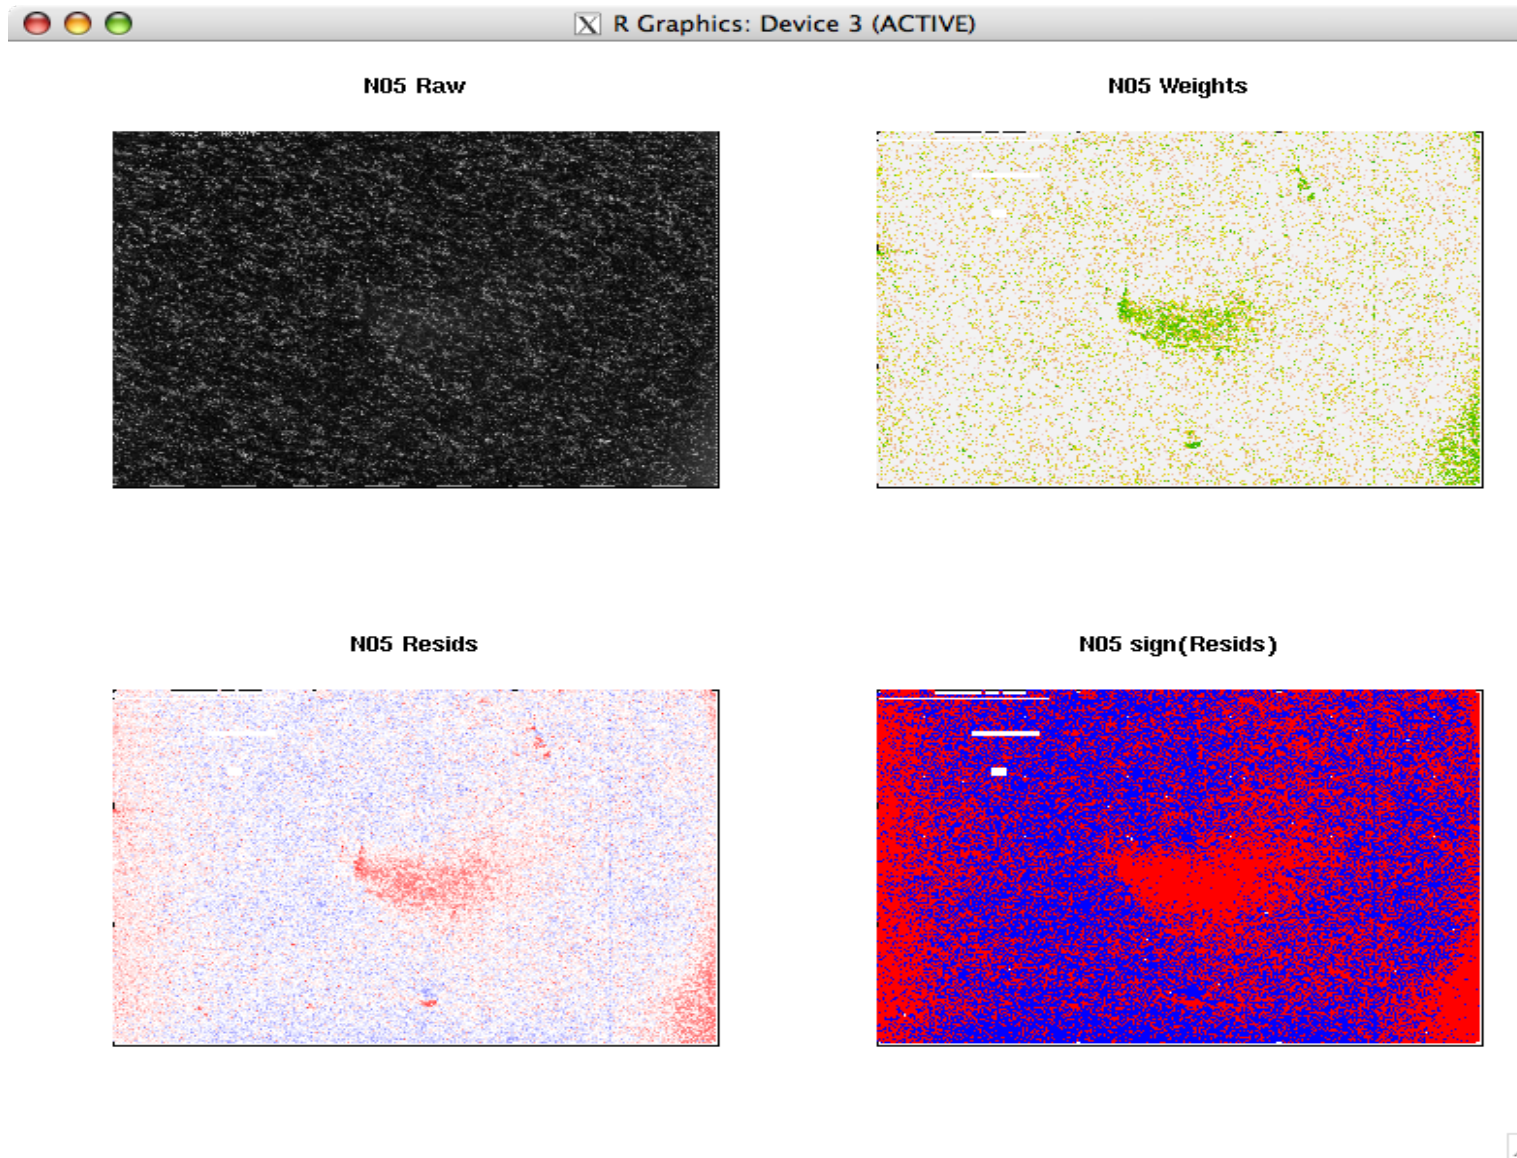 R Graphics: Device 3 (ACTIVE)
N05 Raw
N05 Weights
N05 Resids
N05 sign(Resids)